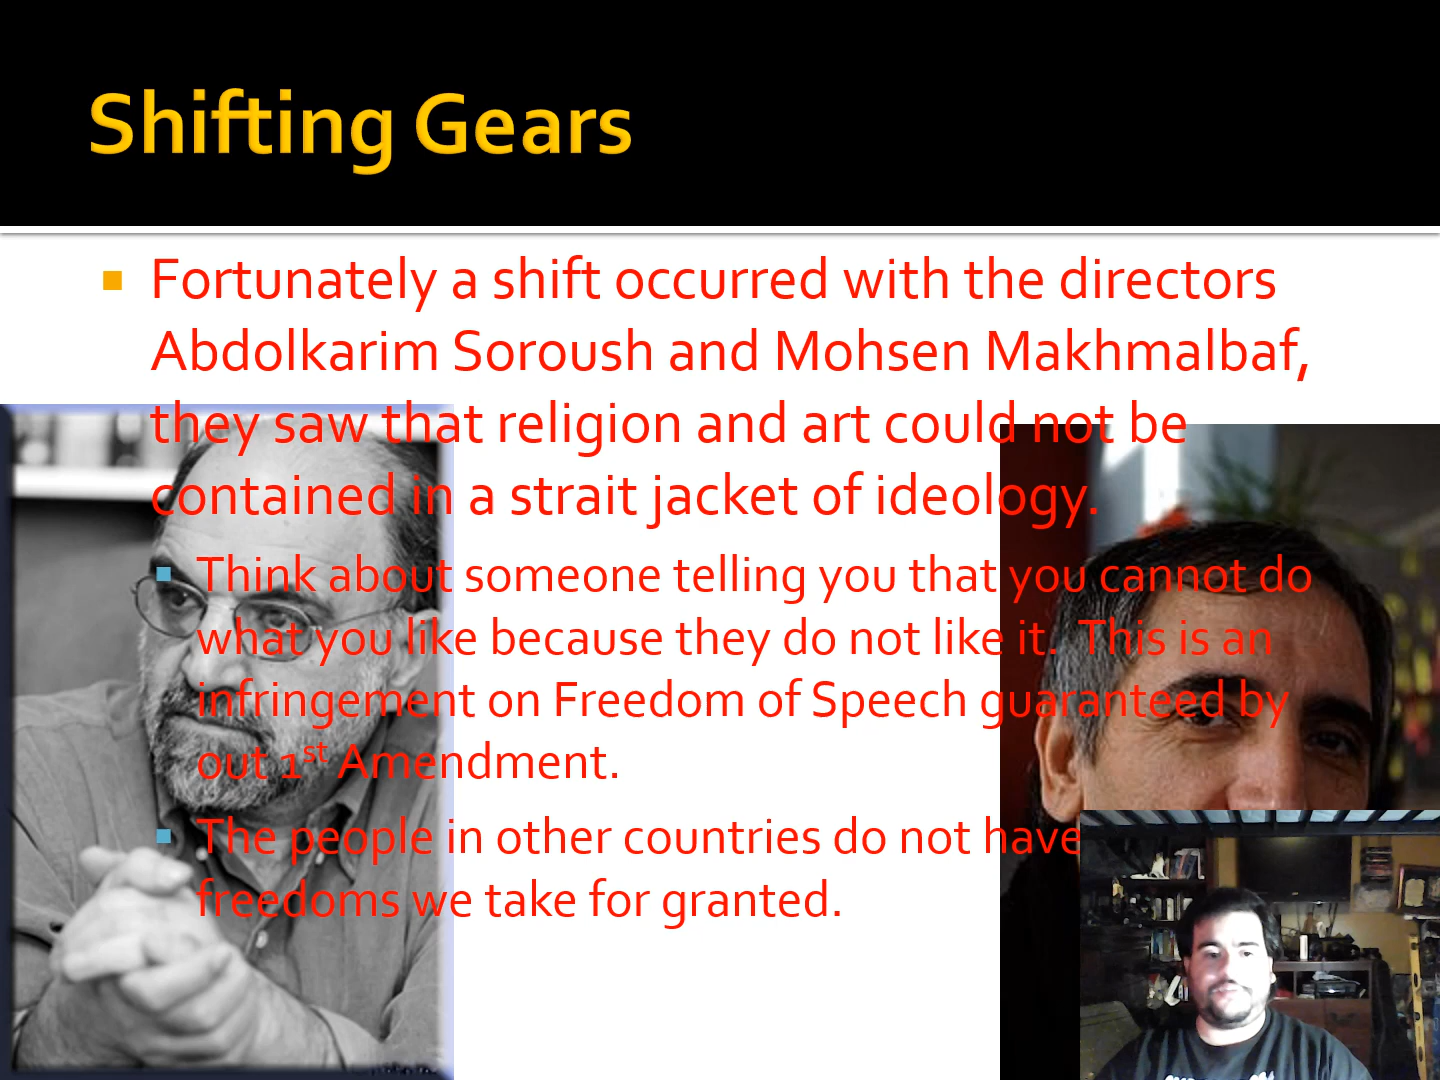 Shifting Gears
Fortunately a shift occurred with the directors
Abdolkarim Soroush and Mohsen Makhmalbaf,
they saw that religion and art could not be
contained in a strait jacket of ideology.
Think about someone telling you that you cannot do
what you like because they do not like it.  This is an
infringement on Freedom of Speech guaranteed by
out 1st Amendment.
The people in other countries do not have
freedoms we take for granted.